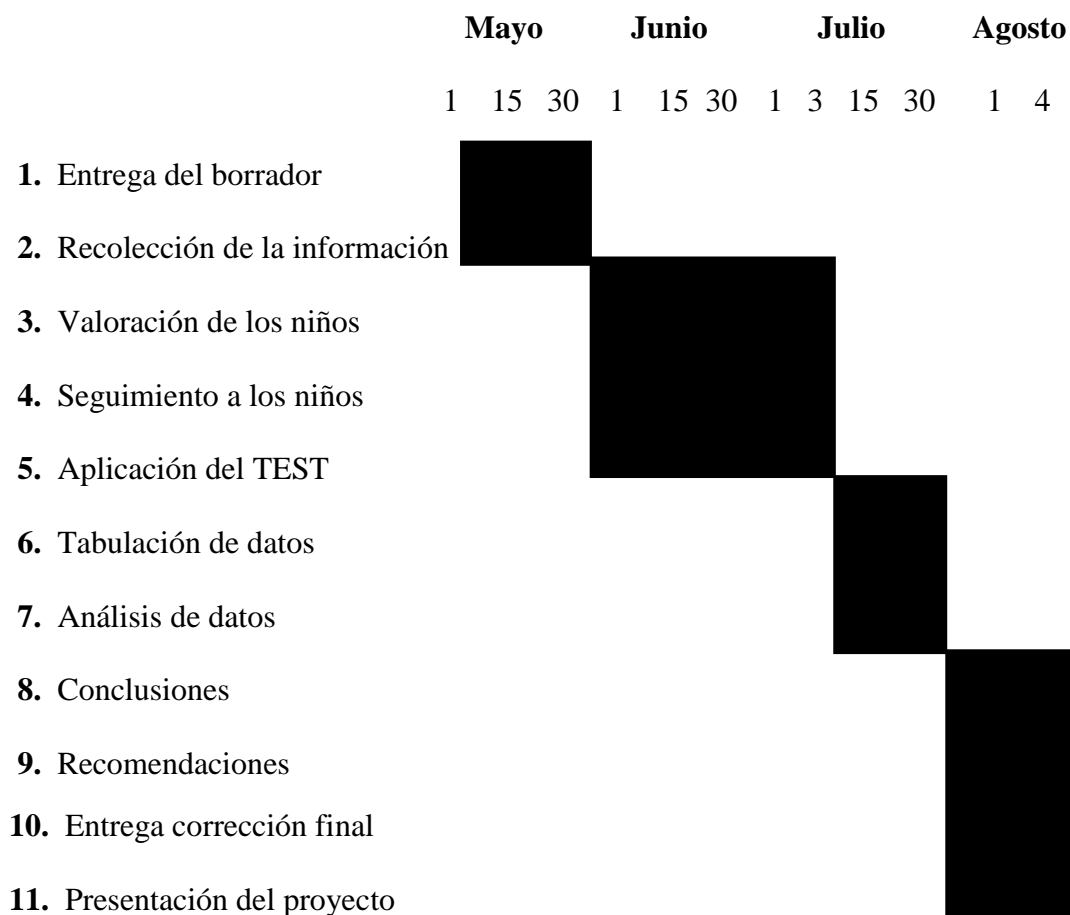 Mayo Junio Julio Agosto
1 15 30 1 15 30 1 3 15 30 1 4
1. Entrega del borrador
2. Recolección de la información
3. Valoración de los niños
4. Seguimiento a los niños
5. Aplicación del TEST
6. Tabulación de datos
7. Análisis de datos
8. Conclusiones
9. Recomendaciones
10. Entrega corrección final
11. Presentación del proyecto